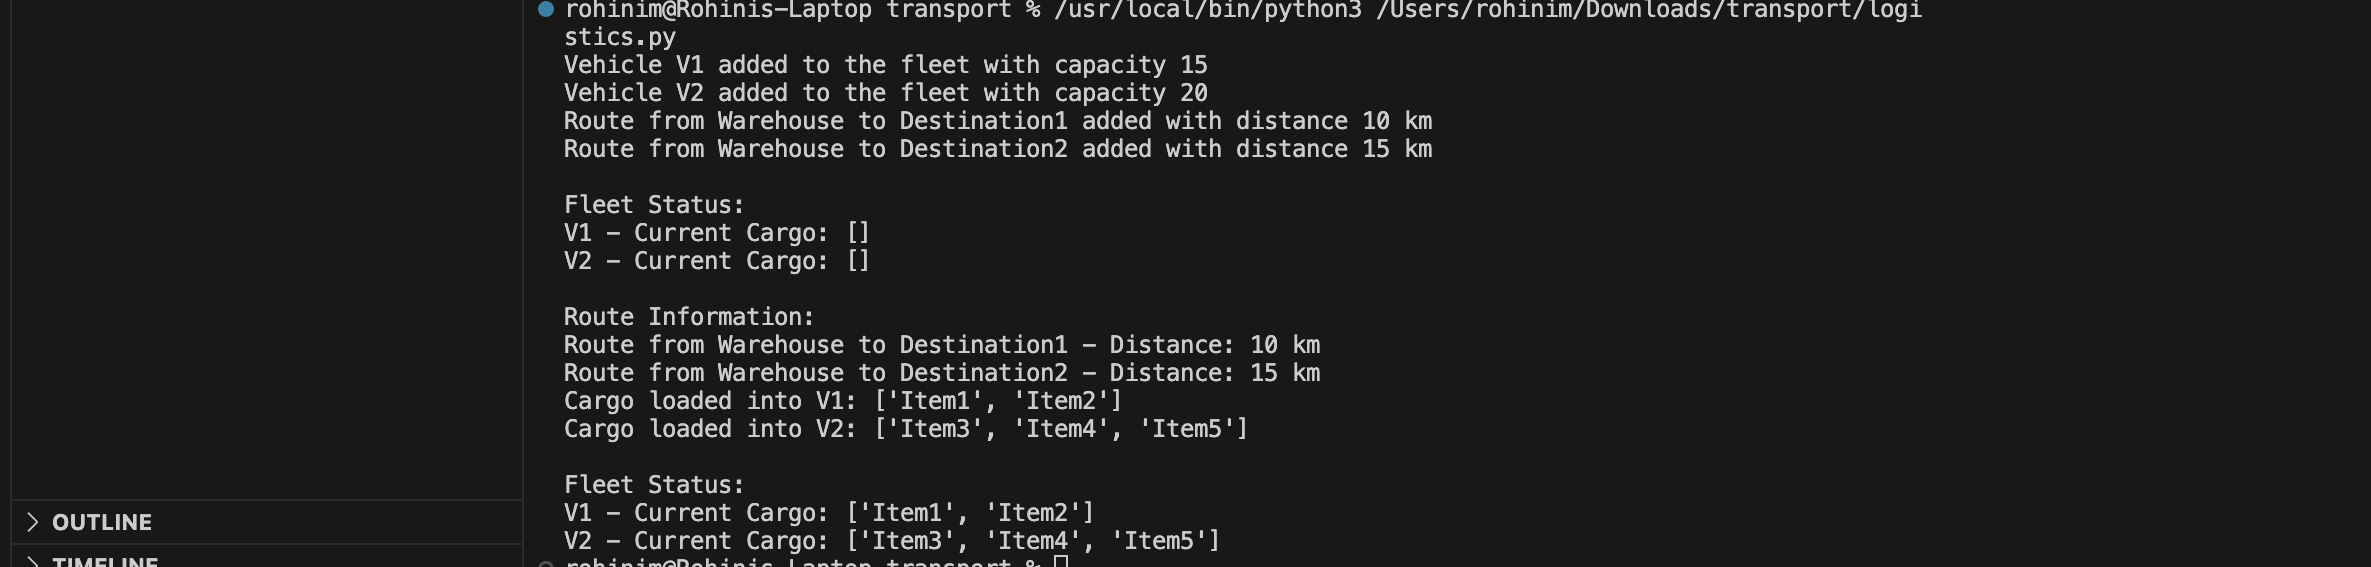 rohinim@Rohinis-Laptop transport % /usr/local/bin/python3 /Users/rohinim/Downloads/transport/logi
stics.py
Vehicle V1 added to the fleet with capacity 15
Vehicle V2 added to the fleet with capacity 20
Route from Warehouse to Destination1 added with distance 10 km
Route from Warehouse to Destination2 added with distance 15 km
Fleet Status:
V1 - Current Cargo: []
V2 - Current Cargo: []
Route Information:
Route from Warehouse to Destination1 - Distance: 10 km
Route from Warehouse to Destination2 - Distance: 15 km
Cargo loaded into V1: ['Item1', 'Item2']
Cargo loaded into V2: ['Item3', 'Item4', 'Item5']
Fleet Status:
V1 - Current Cargo: ['Item1', 'Item2']
V2 - Current Cargo: ['Item3', 'Item4', 'Item5']
rohinim@Rohinis-Laptop transport %
OUTLINE
TIMELINE